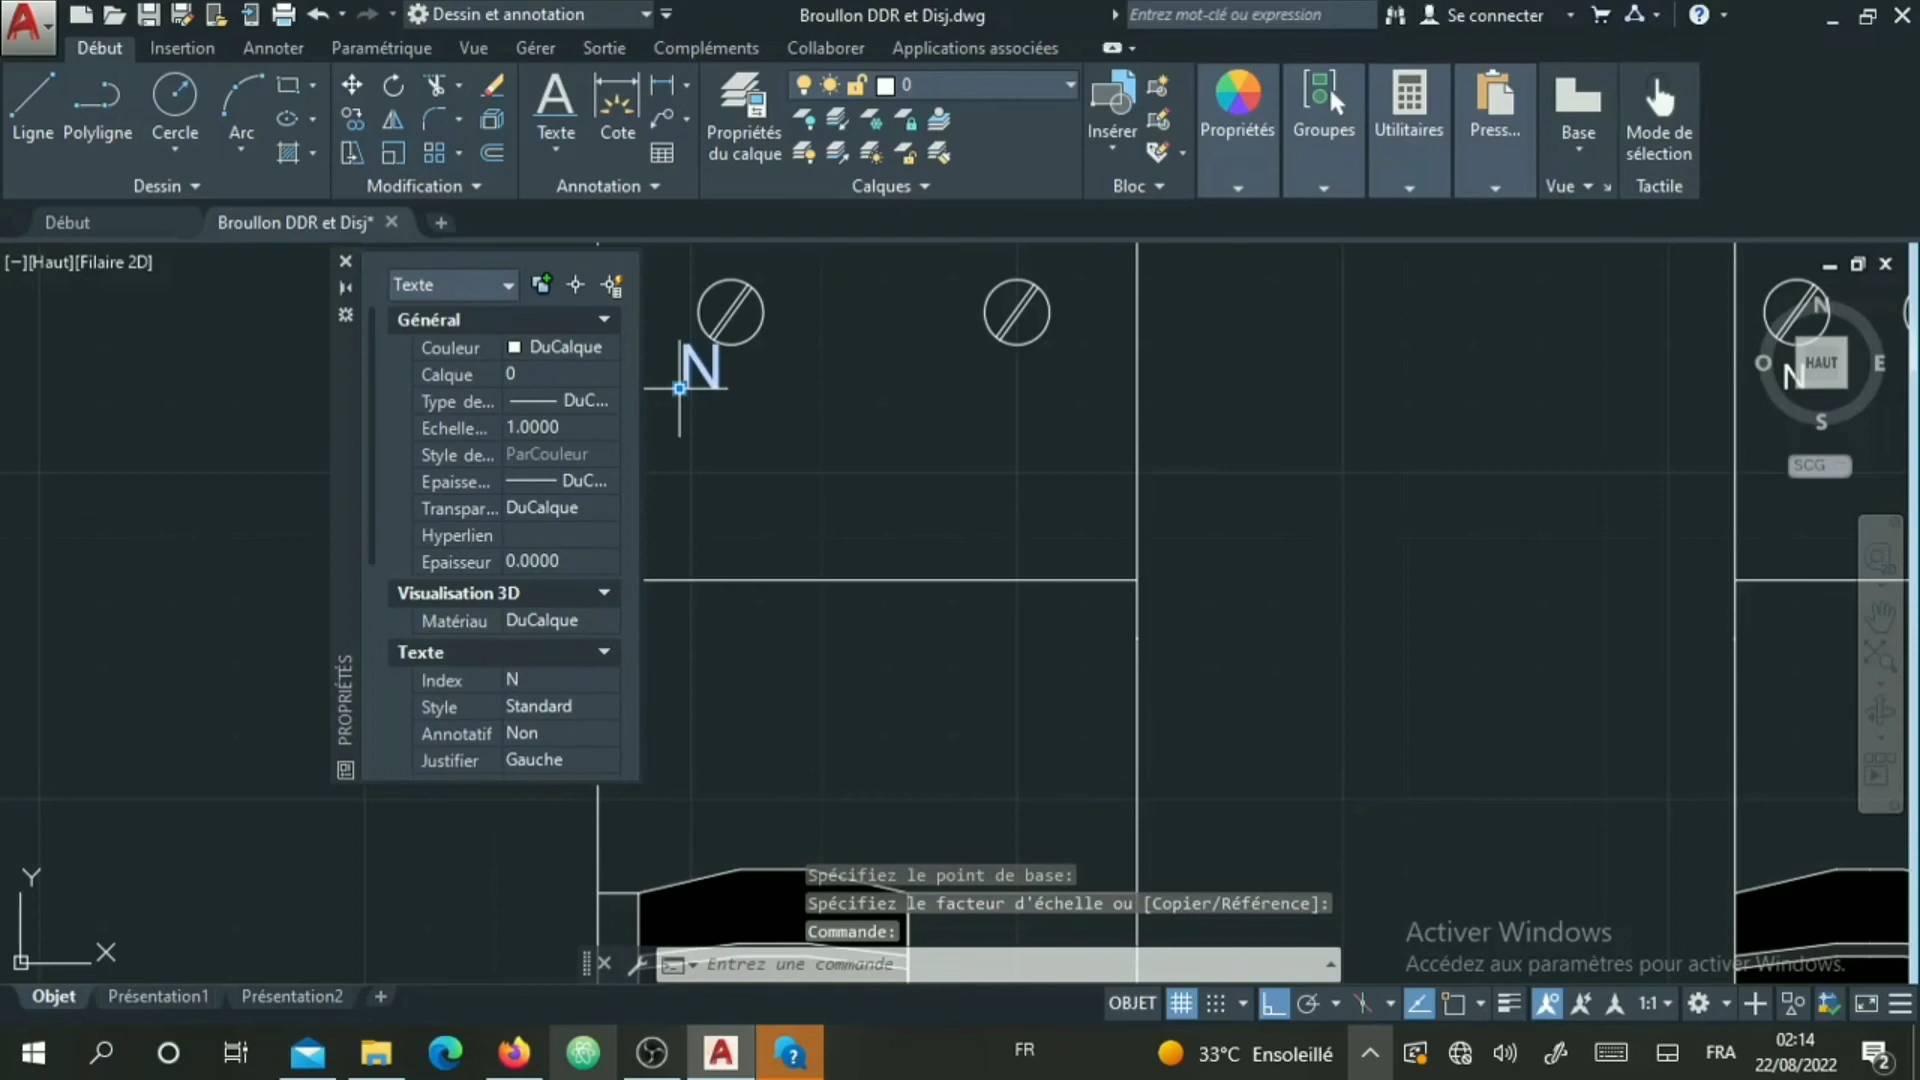 Dessin et annotation
Broullon DDR et Disj.dwg
Entrez mot-clé ou expression
Se connecter
Début Insertion Annoter Paramétrique Vue Gérer Sortie Compléments Collaborer Applications associées
0
Ligne Polyligne Cercle Arc
Texte Cote
Propriétés du calque
Insérer
Propriétés Groupes Utilitaires Press... Base
Mode de sélection
Dessin Modification Annotation Calques Bloc Vue Tactile
Début Broullon DDR et Disj*
[−][Haut][Filaire 2D]
Texte
Général
Couleur DuCalque
Calque 0
Type de... DuC...
Echelle... 1.0000
Style de... ParCouleur
Epaisse... DuC...
Transpar... DuCalque
Hyperlien
Epaisseur 0.0000
Visualisation 3D
Matériau DuCalque
Texte
Index N
Style Standard
Annotatif Non
Justifier Gauche
PROPRIÉTÉS
N
N
N
O HAUT E
S
SCG
Y
X
Spécifiez le point de base:
Spécifiez le facteur d'échelle ou [Copier/Référence]:
Commande:
Entrez une commande
Activer Windows
Accédez aux paramètres pour activer Windows.
Objet Présentation1 Présentation2
OBJET 1:1
FR
33°C Ensoleillé
FRA
02:14
22/08/2022
2